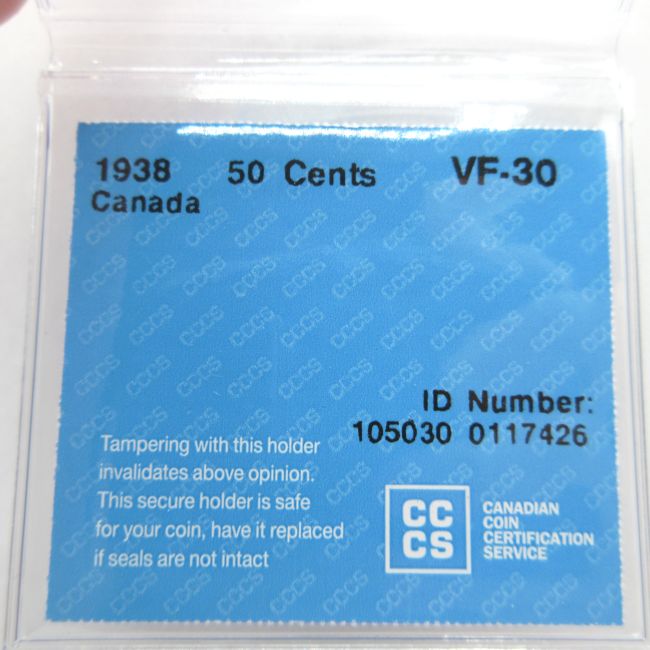 1938 50 Cents VF-30
Canada
ID Number:
105030 0117426
Tampering with this holder
invalidates above opinion.
This secure holder is safe
for your coin, have it replaced
if seals are not intact
CC
CS
CANADIAN
COIN
CERTIFICATION
SERVICE